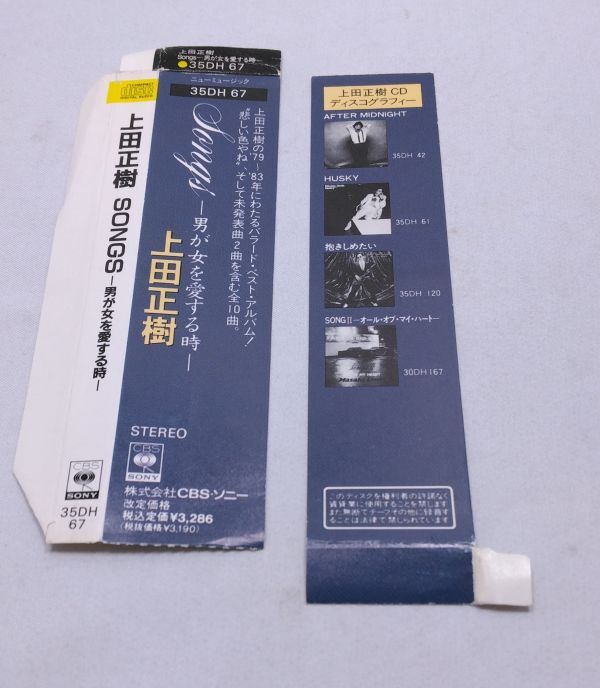 上田正樹
Songs—男が女を愛する時
●35DH 67
COMPACT
disc
DIGITAL AUDIO
上田正樹 SONGS—男が女を愛する時—
CBS
SONY
35DH
67
ニューミュージック
35DH 67
上田正樹の'79〜'83年にわたるバラード・ベスト・アルバム!
"悲しい色やね"、そして未発表曲2曲を含む全10曲。
Songs
—男が女を愛する時—
上田正樹
STEREO
CBS
SONY
株式会社CBS・ソニー
改定価格
税込定価¥3,286
(税抜価格¥3,190)
上田正樹 CD
ディスコグラフィー
AFTER MIDNIGHT
35DH 42
HUSKY
35DH 61
抱きしめたい
35DH 120
SONG II—オール・オブ・マイ・ハート—
30DH 167
このディスクを権利者の許諾なく
賃貸業に使用することを禁じます
また無断でテープその他に録音す
ることは法律で禁じられています